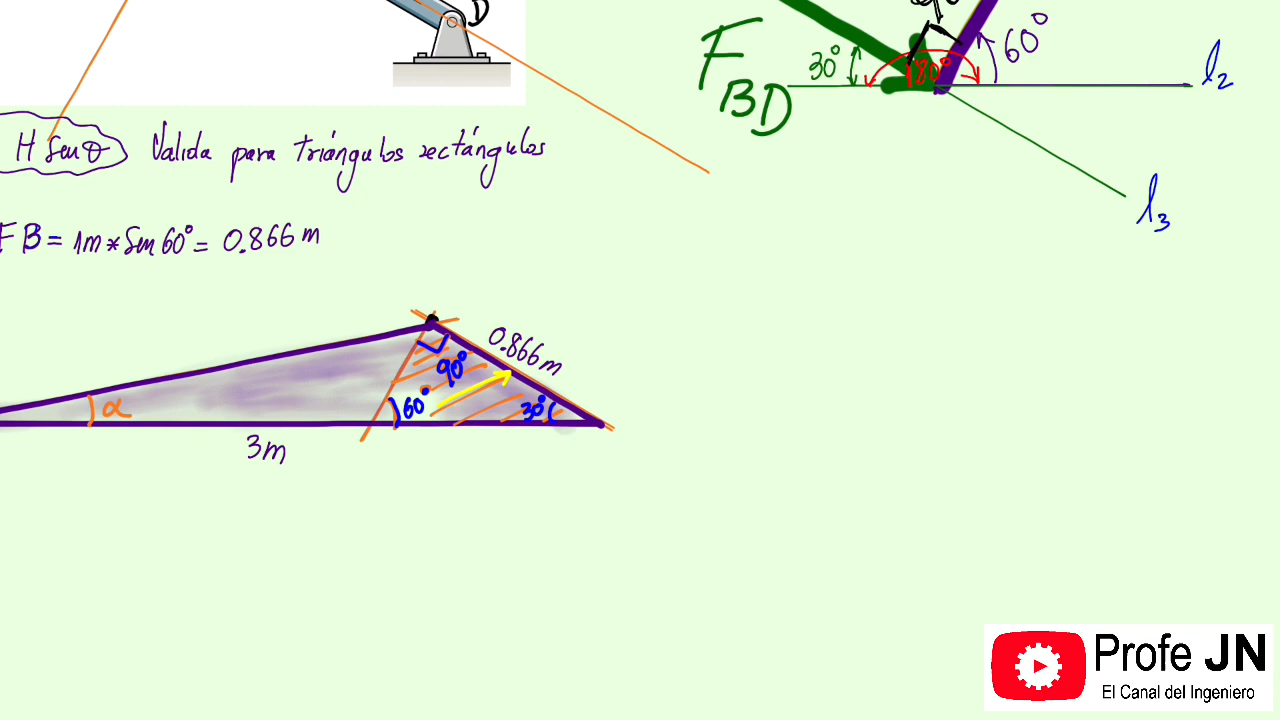 D
H Senθ Valida para triángulos rectángulos
FB = 1m * Sen 60° = 0.866 m
F
BD
30°
180°
60°
l2
l3
0.866 m
90°
60°
30°
α
3m
Profe JN
El Canal del Ingeniero